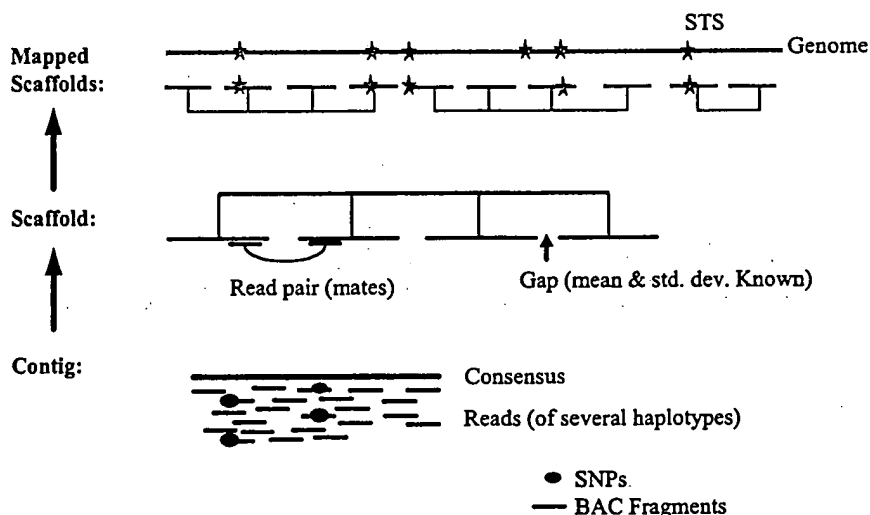 STS
Genome
Mapped
Scaffolds:
Scaffold:
Read pair (mates)
Gap (mean & std. dev. Known)
Contig:
Consensus
Reads (of several haplotypes)
SNPs.
BAC Fragments